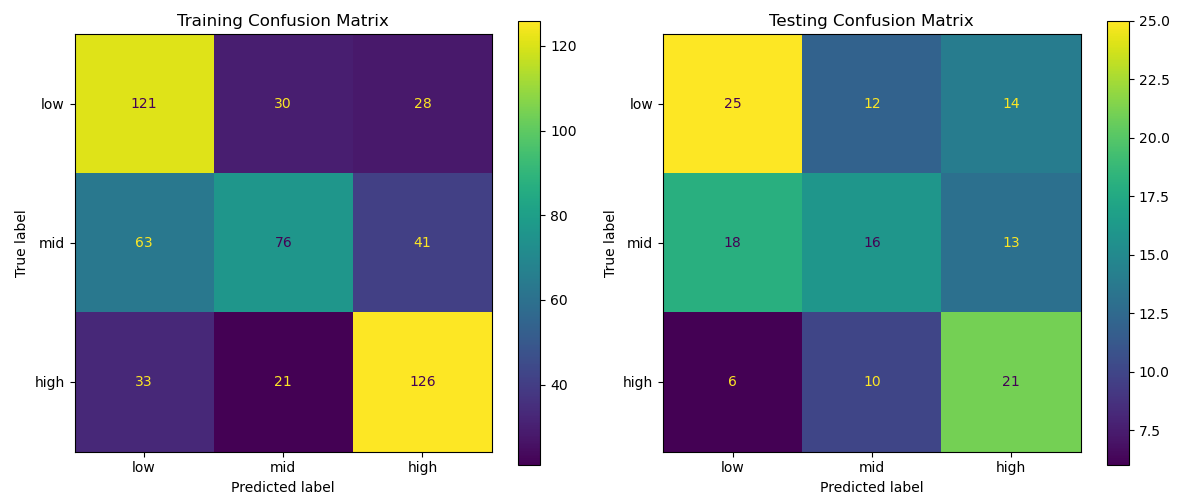 Training Confusion Matrix
True label
low
mid
high
121 30 28
63 76 41
33 21 126
low mid high
Predicted label
120
100
80
60
40
Testing Confusion Matrix
True label
low
mid
high
25 12 14
18 16 13
6 10 21
low mid high
Predicted label
25.0
22.5
20.0
17.5
15.0
12.5
10.0
7.5